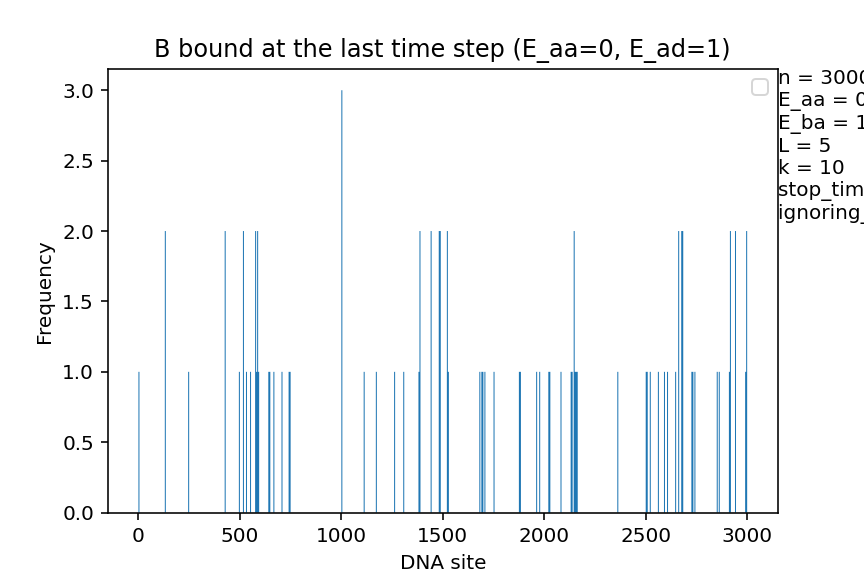 B bound at the last time step (E_aa=0, E_ad=1)
n = 3000
E_aa = 0
E_ba = 1
L = 5
k = 10
stop_tim
ignoring_
3.0
2.5
2.0
1.5
1.0
0.5
0.0
Frequency
0 500 1000 1500 2000 2500 3000
DNA site